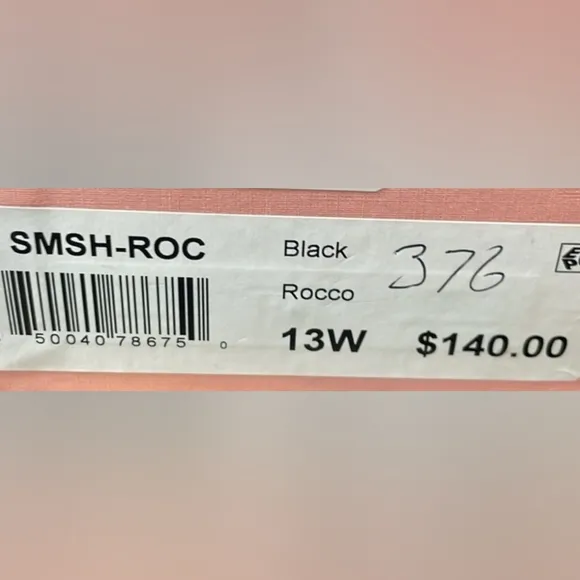 SMSH-ROC
50040 78675 0
Black
Rocco
13W
376
$140.00